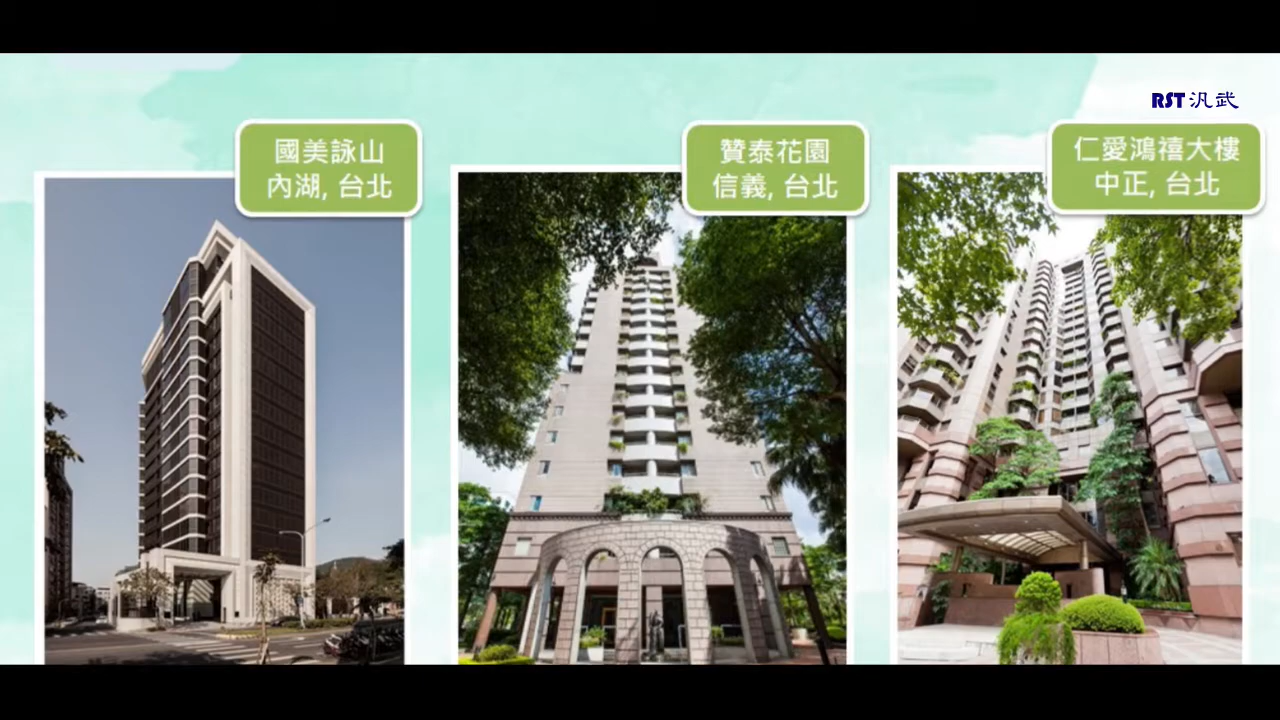 RST 汎武
國美詠山
內湖, 台北
贊泰花園
信義, 台北
仁愛鴻禧大樓
中正, 台北